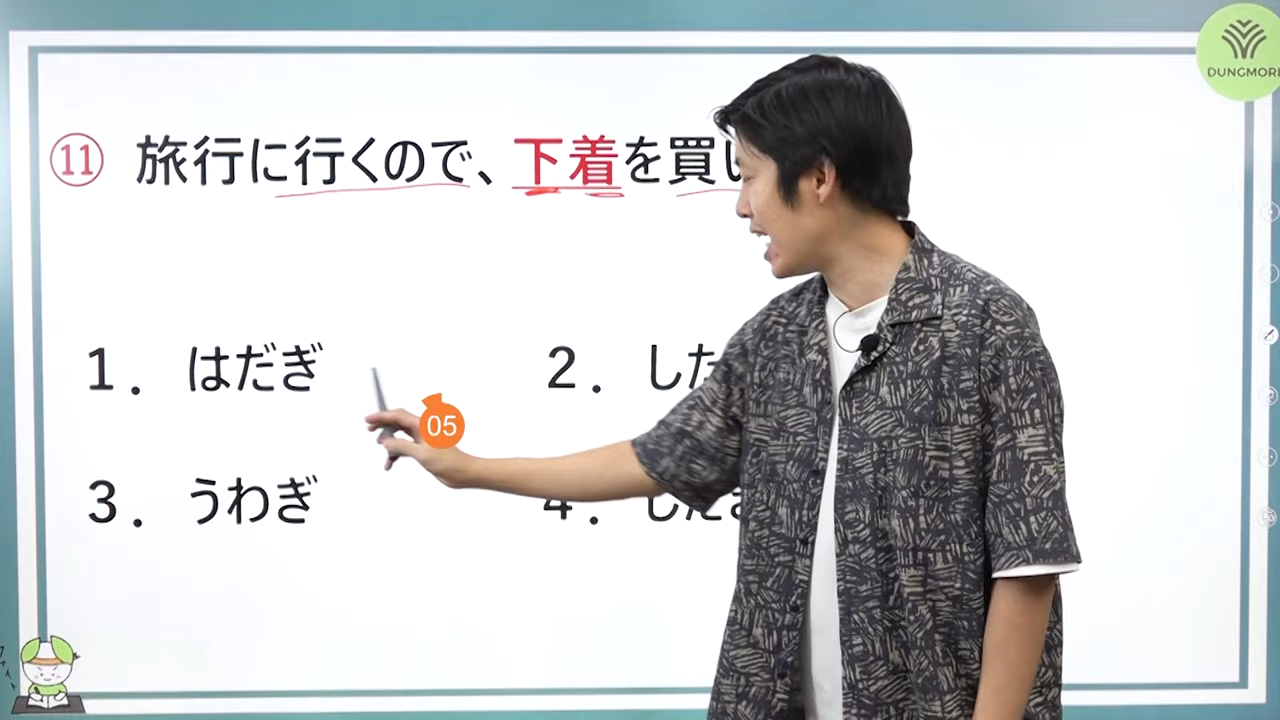 DUNGMORI
⑪ 旅行に行くので、下着を買い
1. はだぎ
2. した
05
3. うわぎ
4. した